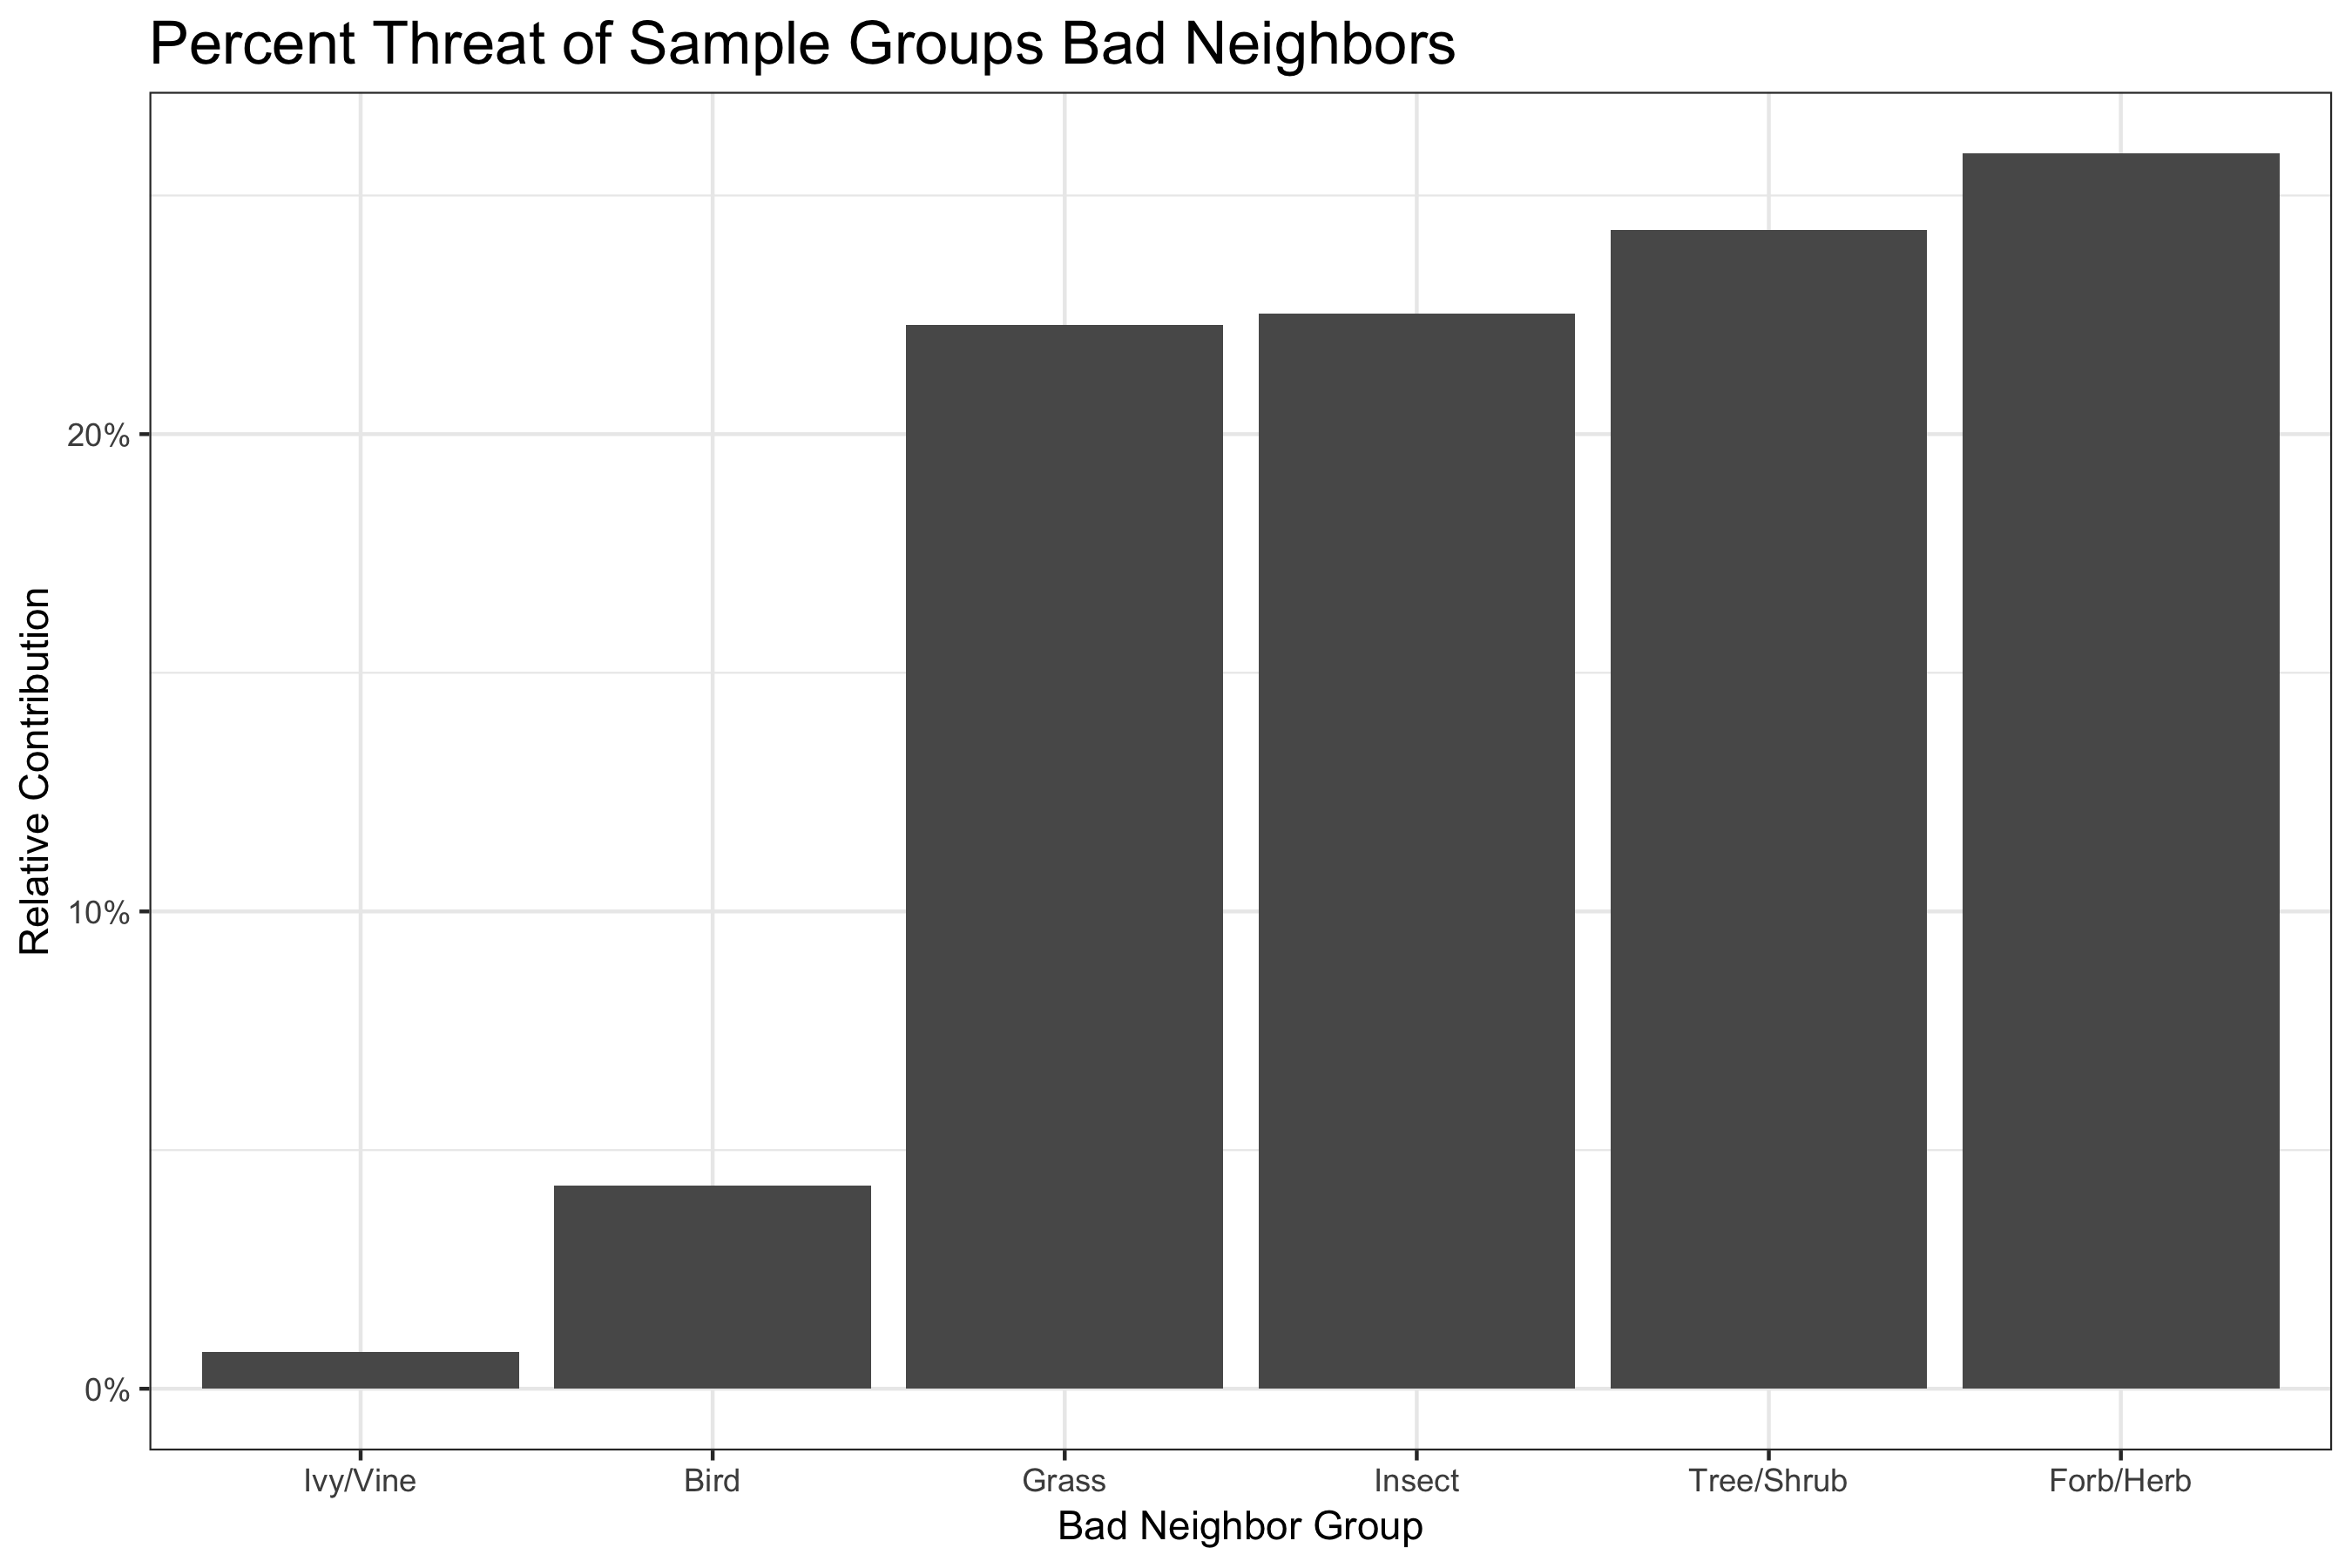 Percent Threat of Sample Groups Bad Neighbors
Relative Contribution
20%
10%
0%
Ivy/Vine Bird Grass Insect Tree/Shrub Forb/Herb
Bad Neighbor Group